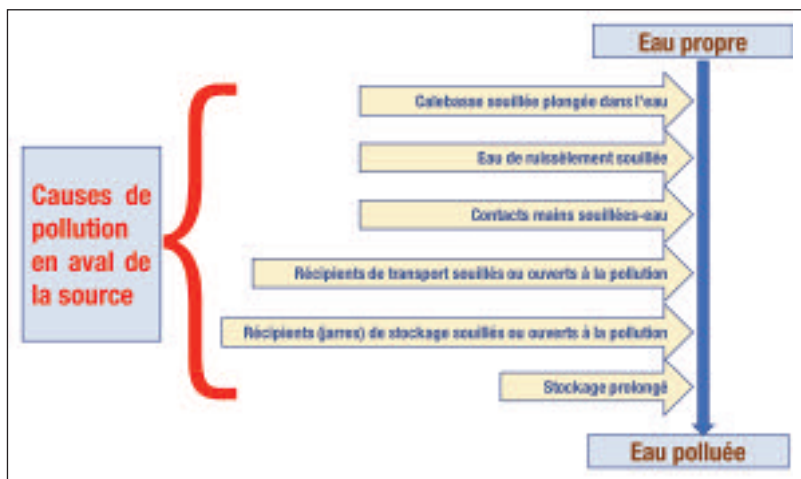 Eau propre
Calebasse souillée plongée dans l'eau
Eau de ruissèlement souillée
Contacts mains souillées-eau
Causes de
pollution
en aval de
la source
Récipients de transport souillés ou ouverts à la pollution
Récipients (jarres) de stockage souillés ou ouverts à la pollution
Stockage prolongé
Eau polluée